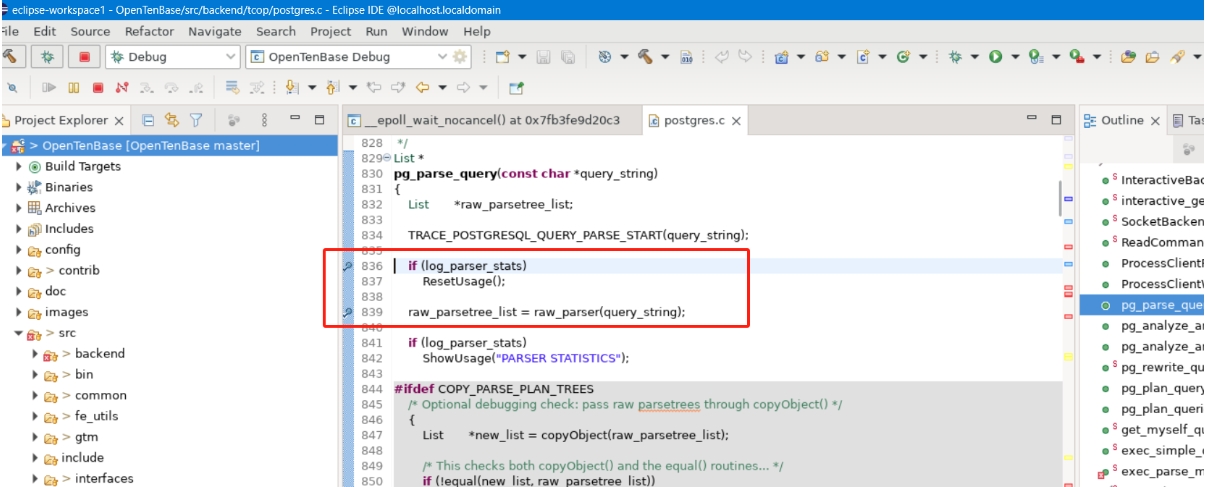 eclipse-workspace1 - OpenTenBase/src/backend/tcop/postgres.c - Eclipse IDE @localhost.localdomain
File Edit Source Refactor Navigate Search Project Run Window Help
Debug
OpenTenBase Debug
010
Project Explorer
> OpenTenBase [OpenTenBase master]
Build Targets
Binaries
Archives
Includes
config
> contrib
doc
images
> src
> backend
> bin
> common
> fe_utils
> gtm
include
> interfaces
__epoll_wait_nocancel() at 0x7fb3fe9d20c3
postgres.c
828 */
829 List *
830 pg_parse_query(const char *query_string)
831 {
832 List *raw_parsetree_list;
833
834 TRACE_POSTGRESQL_QUERY_PARSE_START(query_string);
835
836 if (log_parser_stats)
837 ResetUsage();
838
839 raw_parsetree_list = raw_parser(query_string);
840
841 if (log_parser_stats)
842 ShowUsage("PARSER STATISTICS");
843
844 #ifdef COPY_PARSE_PLAN_TREES
845 /* Optional debugging check: pass raw parsetrees through copyObject() */
846 {
847 List *new_list = copyObject(raw_parsetree_list);
848
849 /* This checks both copyObject() and the equal() routines... */
850 if (!equal(new_list, raw_parsetree_list))
Outline
Tas
InteractiveBac
interactive_ge
SocketBacken
ReadComman
ProcessClientF
ProcessClientW
pg_parse_que
pg_analyze_ar
pg_analyze_ar
pg_rewrite_qu
pg_plan_query
pg_plan_queri
get_myself_qu
exec_simple_c
exec_parse_m